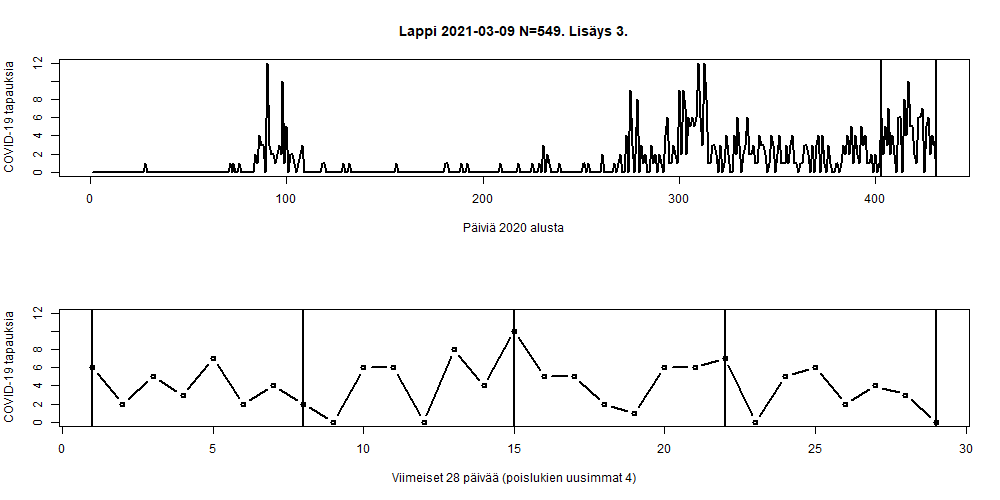 Lappi 2021-03-09 N=549. Lisäys 3.
COVID-19 tapauksia
12
8
6
4
2
0
0 100 200 300 400
Päiviä 2020 alusta
COVID-19 tapauksia
12
8
6
4
2
0
0 5 10 15 20 25 30
Viimeiset 28 päivää (poislukien uusimmat 4)